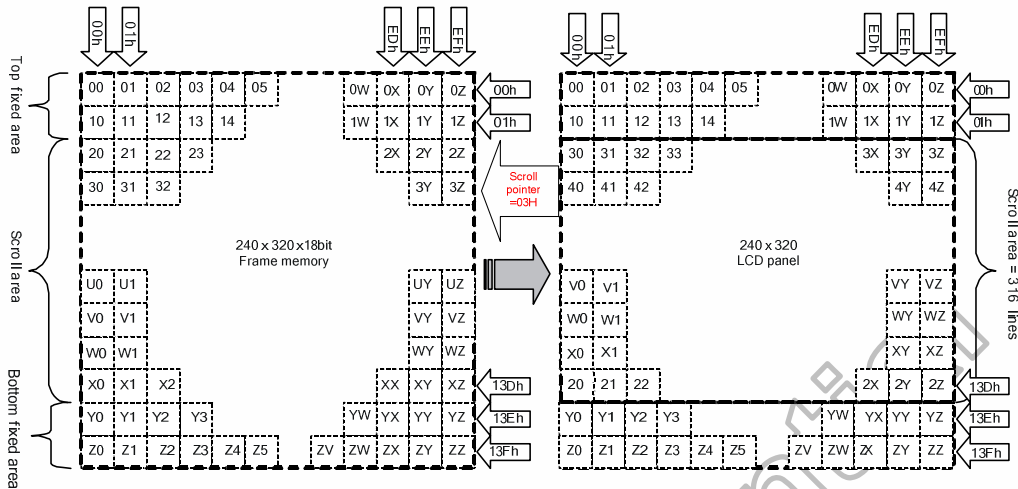 00h 01h EDh EEh EFh 00h 01h EDh EEh EFh
Top fixed area
Scroll area
Bottom fixed area
00 01 02 03 04 05 0W 0X 0Y 0Z 00h
10 11 12 13 14 1W 1X 1Y 1Z 01h
20 21 22 23 2X 2Y 2Z
30 31 32 3Y 3Z
240 x 320 x18bit
Frame memory
U0 U1 UY UZ
V0 V1 VY VZ
W0 W1 WY WZ
X0 X1 X2 XX XY XZ 13Dh
Y0 Y1 Y2 Y3 YW YX YY YZ 13Eh
Z0 Z1 Z2 Z3 Z4 Z5 ZV ZW ZX ZY ZZ 13Fh
Scroll
pointer
=03H
00 01 02 03 04 05 0W 0X 0Y 0Z 00h
10 11 12 13 14 1W 1X 1Y 1Z 01h
30 31 32 33 3X 3Y 3Z
40 41 42 4Y 4Z
240 x 320
LCD panel
V0 V1 VY VZ
W0 W1 WY WZ
X0 X1 XY XZ
20 21 22 2X 2Y 2Z 13Dh
Y0 Y1 Y2 Y3 YW YX YY YZ 13Eh
Z0 Z1 Z2 Z3 Z4 Z5 ZV ZW ZX ZY ZZ 13Fh
Scroll area = 316 lines